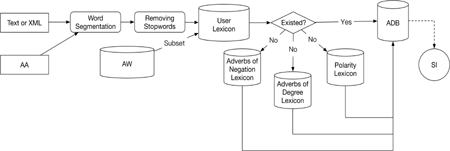 Text or XML
Word
Segmentation
Removing
Stopwords
User
Lexicon
Existed?
Yes
ADB
AA
AW
Subset
No
No
No
Adverbs of
Negation
Lexicon
Adverbs of
Degree
Lexicon
Polarity
Lexicon
SI